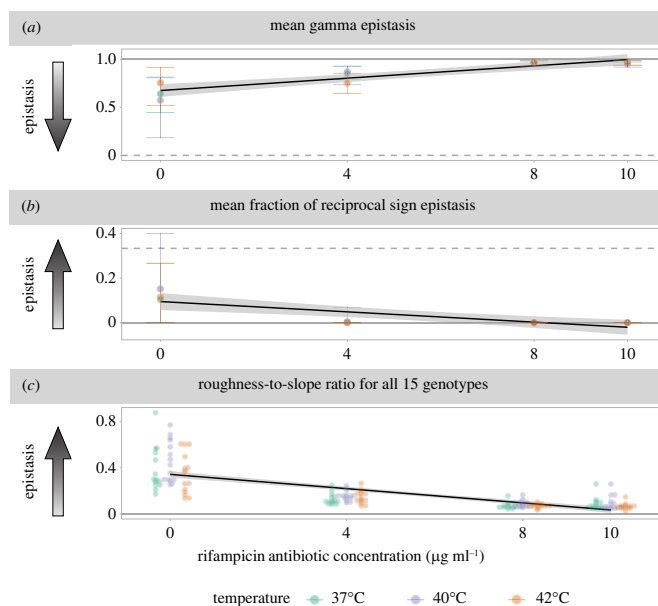 (a) mean gamma epistasis
epistasis
1.0
0.5
0
0 4 8 10
(b) mean fraction of reciprocal sign epistasis
epistasis
0.4
0.2
0
0 4 8 10
(c) roughness-to-slope ratio for all 15 genotypes
epistasis
0.8
0.4
0
0 4 8 10
rifampicin antibiotic concentration (µg ml⁻¹)
temperature 37°C 40°C 42°C